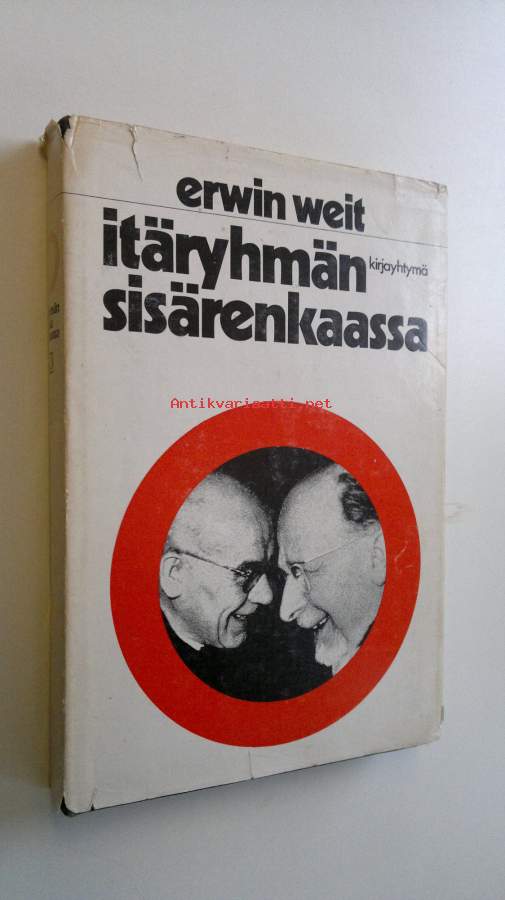 erwin weit
itäryhmän
kirjayhtymä
sisärenkaassa
Antikvariaatti.net